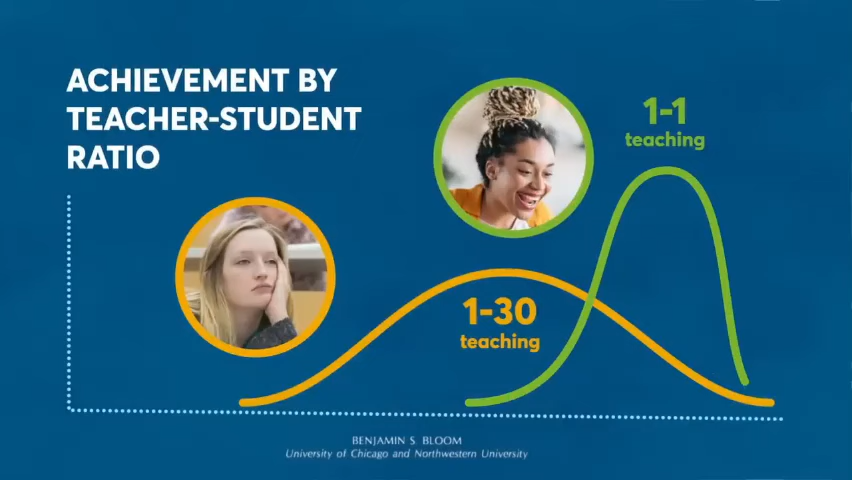 ACHIEVEMENT BY
TEACHER-STUDENT
RATIO
1-1
teaching
1-30
teaching
BENJAMIN S. BLOOM
University of Chicago and Northwestern University